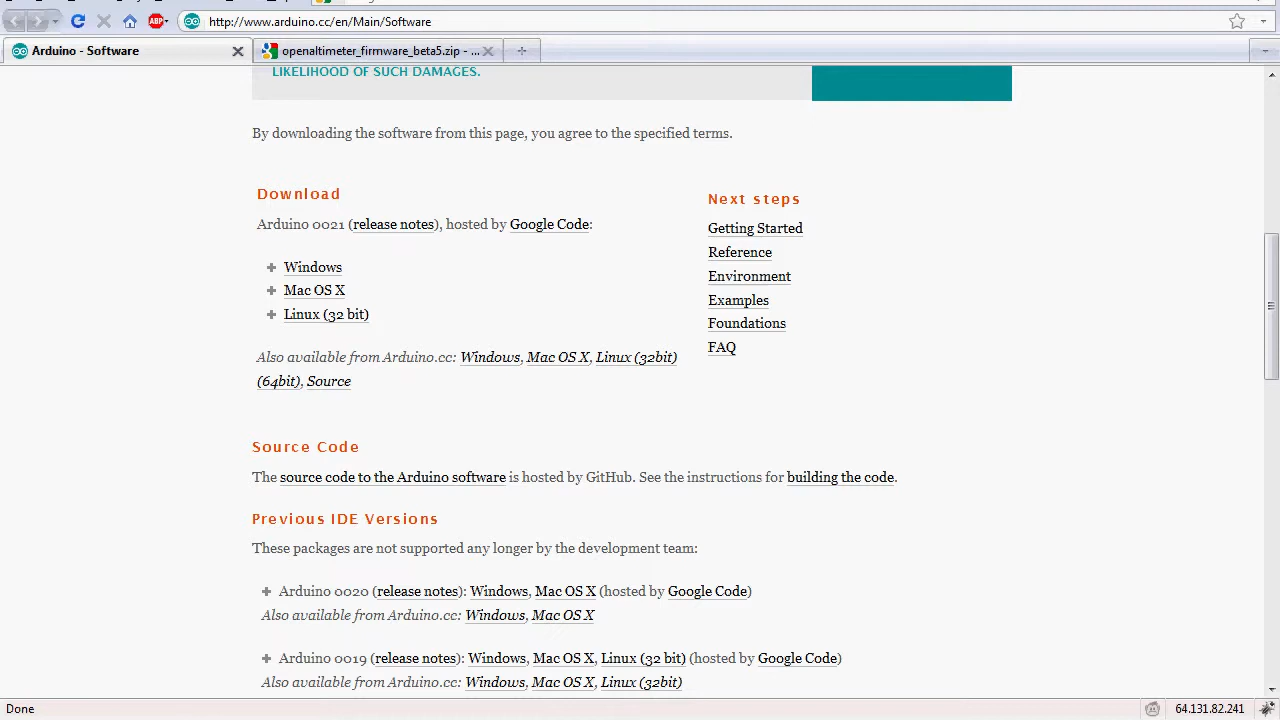 ABP
http://www.arduino.cc/en/Main/Software
Arduino - Software
openaltimeter_firmware_beta5.zip - ...
LIKELIHOOD OF SUCH DAMAGES.
By downloading the software from this page, you agree to the specified terms.
Download
Arduino 0021 (release notes), hosted by Google Code:
Windows
Mac OS X
Linux (32 bit)
Also available from Arduino.cc: Windows, Mac OS X, Linux (32bit)
(64bit), Source
Next steps
Getting Started
Reference
Environment
Examples
Foundations
FAQ
Source Code
The source code to the Arduino software is hosted by GitHub. See the instructions for building the code.
Previous IDE Versions
These packages are not supported any longer by the development team:
Arduino 0020 (release notes): Windows, Mac OS X (hosted by Google Code)
Also available from Arduino.cc: Windows, Mac OS X
Arduino 0019 (release notes): Windows, Mac OS X, Linux (32 bit) (hosted by Google Code)
Also available from Arduino.cc: Windows, Mac OS X, Linux (32bit)
Done
64.131.82.241